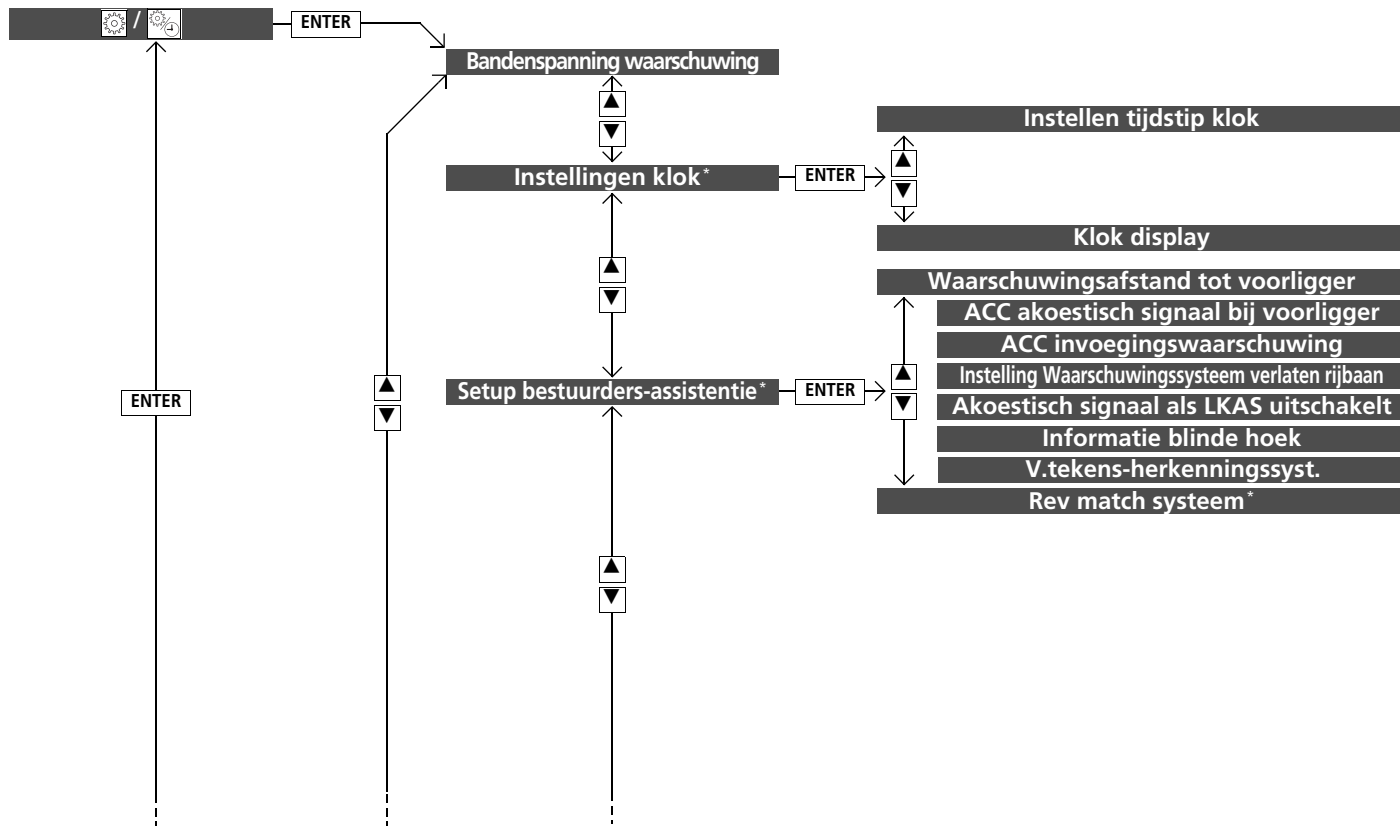 /
ENTER
Bandenspanning waarschuwing
▲
▼
Instellen tijdstip klok
▲
▼
Instellingen klok*
ENTER
Klok display
▲
▼
Waarschuwingsafstand tot voorligger
ACC akoestisch signaal bij voorligger
ACC invoegingswaarschuwing
▲
▼
Instelling Waarschuwingssysteem verlaten rijbaan
Setup bestuurders-assistentie*
ENTER
▲
▼
ENTER
Akoestisch signaal als LKAS uitschakelt
Informatie blinde hoek
V.tekens-herkenningssyst.
Rev match systeem*
▲
▼